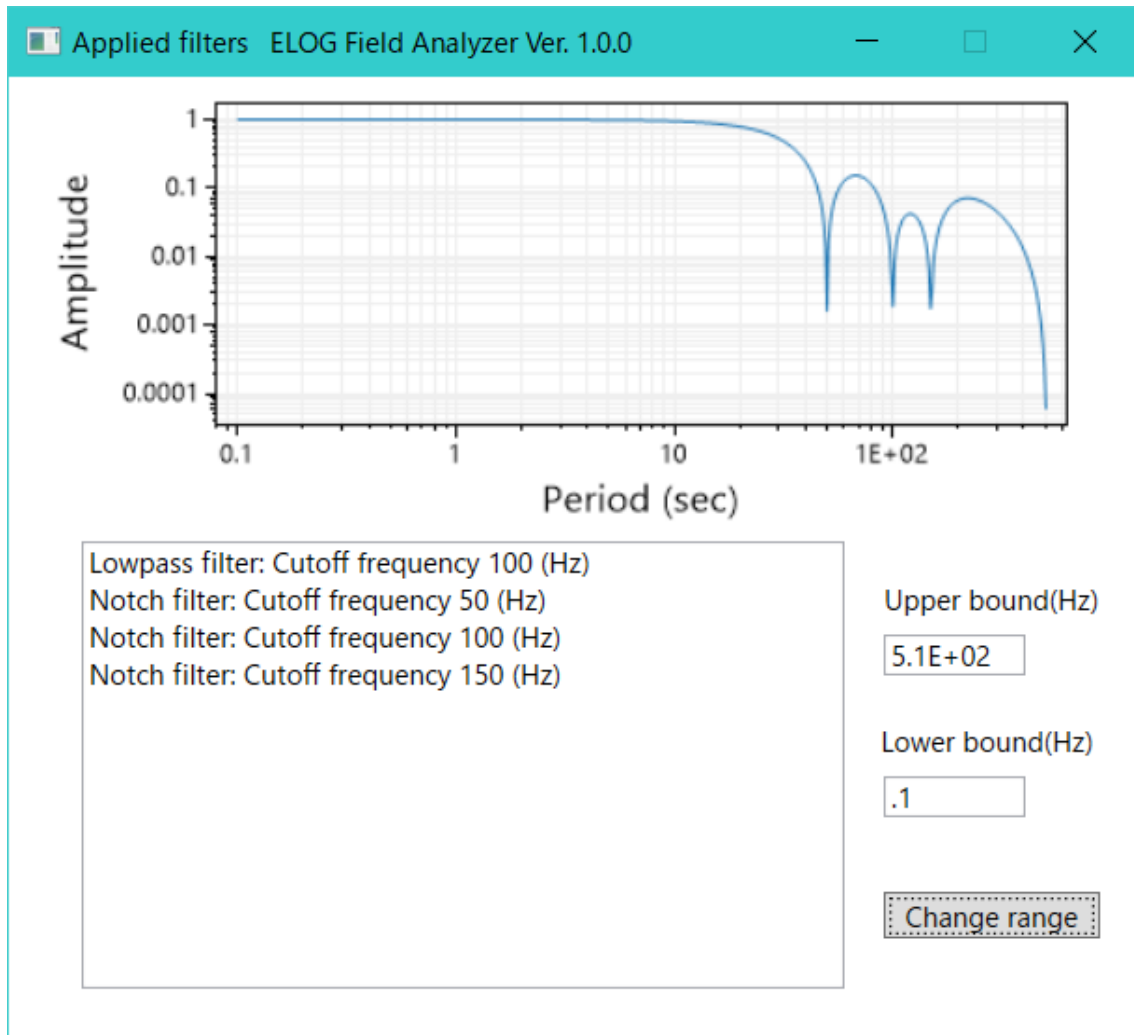 Applied filters   ELOG Field Analyzer Ver. 1.0.0
Amplitude
1
0.1
0.01
0.001
0.0001
0.1 1 10 1E+02
Period (sec)
Lowpass filter: Cutoff frequency 100 (Hz)
Notch filter: Cutoff frequency 50 (Hz)
Notch filter: Cutoff frequency 100 (Hz)
Notch filter: Cutoff frequency 150 (Hz)
Upper bound(Hz)
5.1E+02
Lower bound(Hz)
.1
Change range